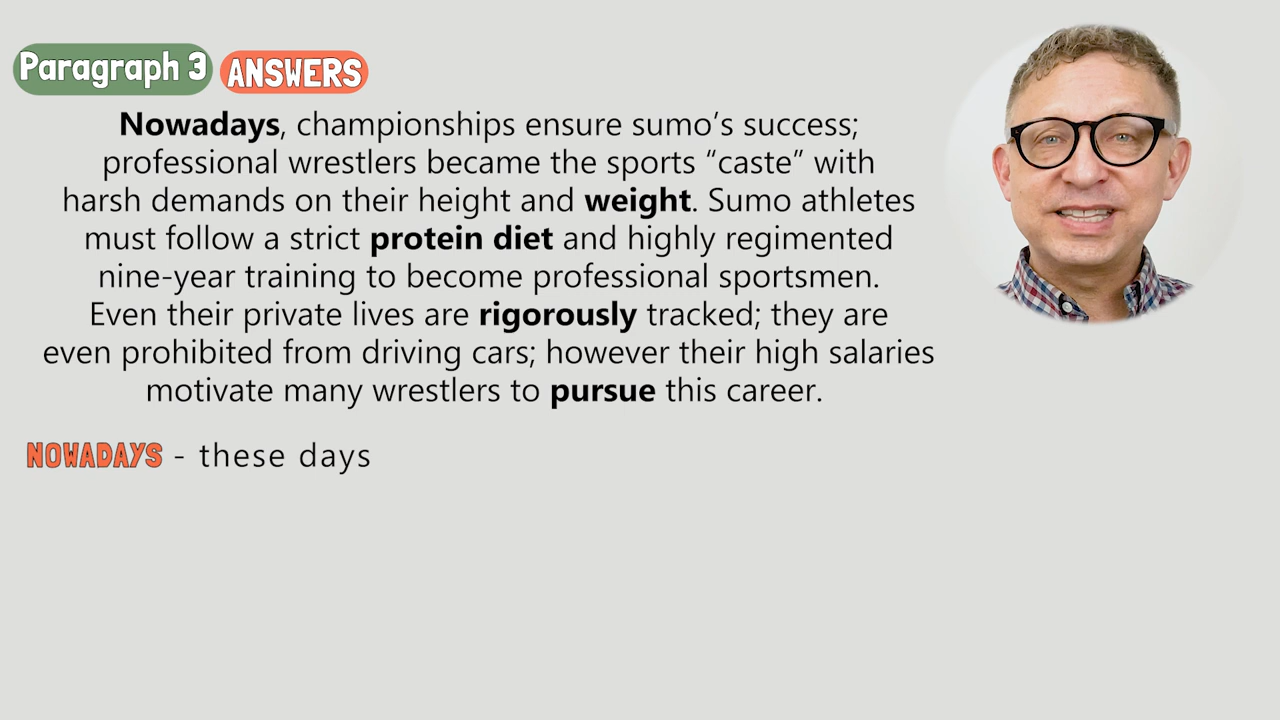 Paragraph 3 ANSWERS
Nowadays, championships ensure sumo’s success;
professional wrestlers became the sports “caste” with
harsh demands on their height and weight. Sumo athletes
must follow a strict protein diet and highly regimented
nine-year training to become professional sportsmen.
Even their private lives are rigorously tracked; they are
even prohibited from driving cars; however their high salaries
motivate many wrestlers to pursue this career.
NOWADAYS - these days